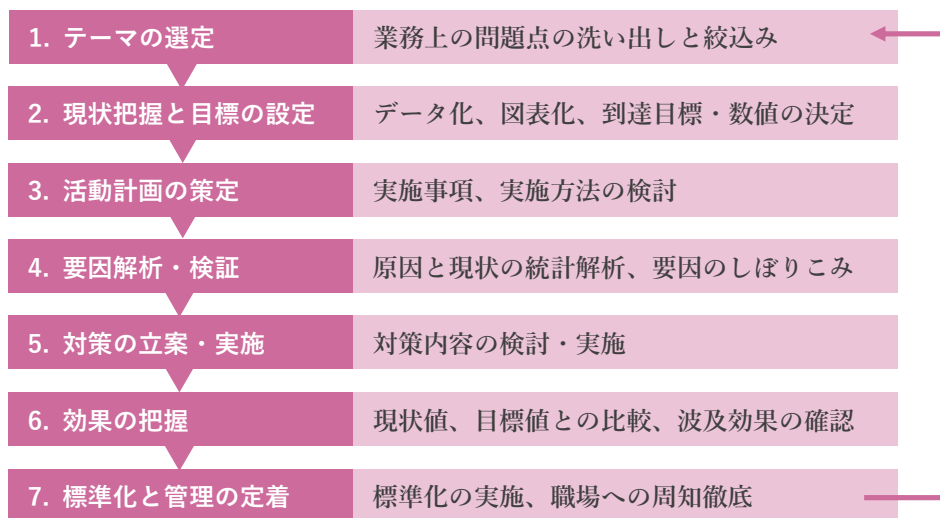 1. テーマの選定 業務上の問題点の洗い出しと絞込み
2. 現状把握と目標の設定 データ化、図表化、到達目標・数値の決定
3. 活動計画の策定 実施事項、実施方法の検討
4. 要因解析・検証 原因と現状の統計解析、要因のしぼりこみ
5. 対策の立案・実施 対策内容の検討・実施
6. 効果の把握 現状値、目標値との比較、波及効果の確認
7. 標準化と管理の定着 標準化の実施、職場への周知徹底